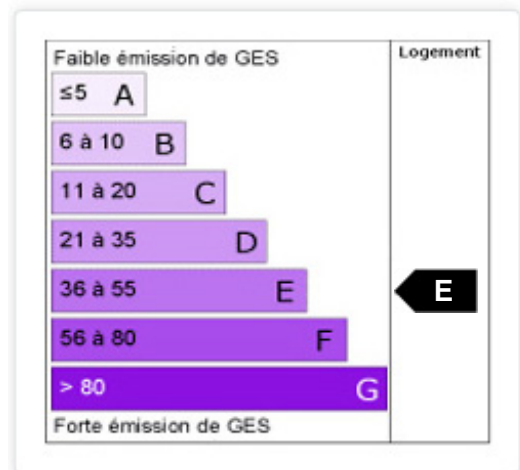 Faible émission de GES
Logement
≤5 A
6 à 10 B
11 à 20 C
21 à 35 D
36 à 55 E
E
56 à 80 F
> 80 G
Forte émission de GES